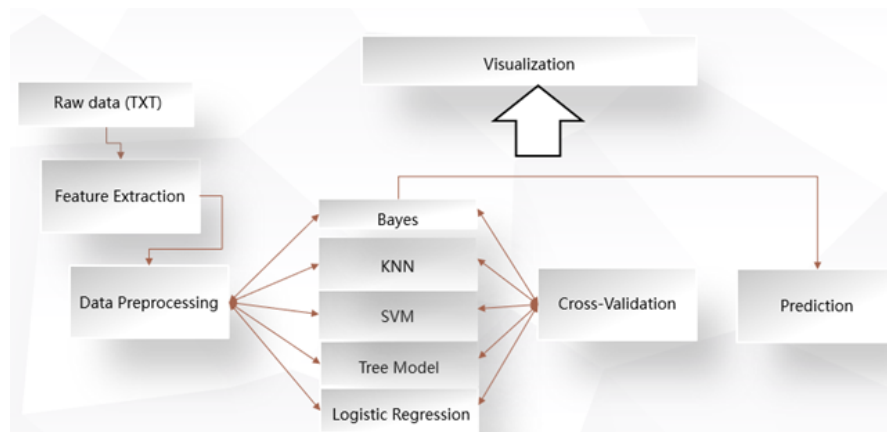 Visualization
Raw data (TXT)
Feature Extraction
Bayes
KNN
Data Preprocessing
SVM
Cross-Validation
Prediction
Tree Model
Logistic Regression